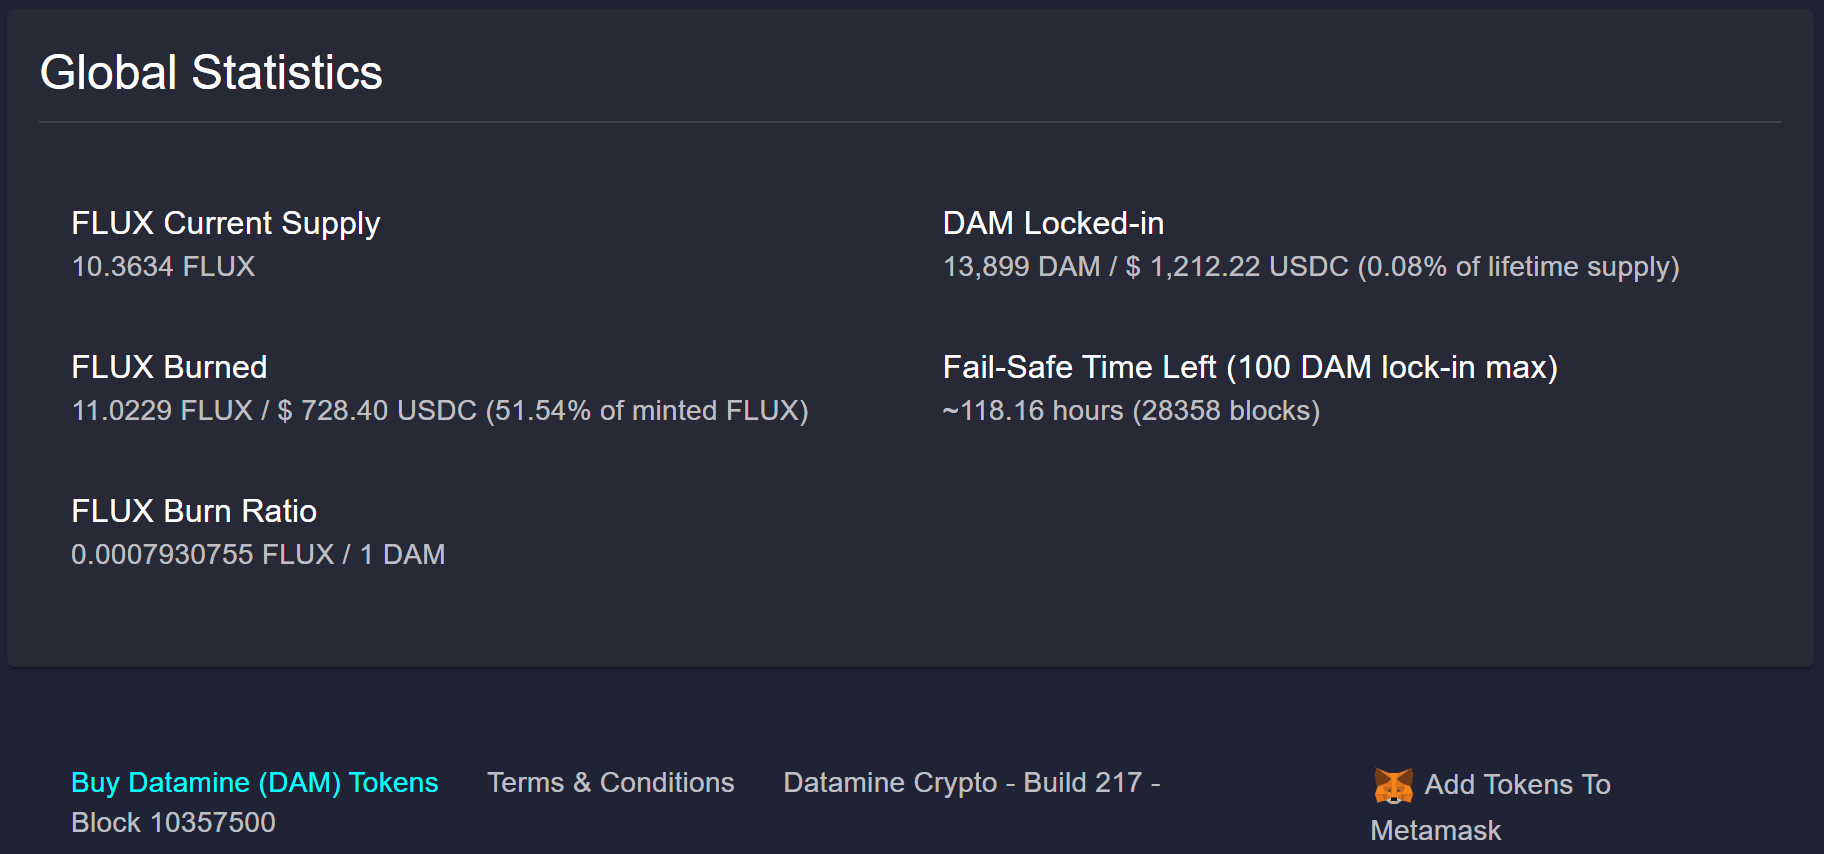 Global Statistics
FLUX Current Supply
10.3634 FLUX
DAM Locked-in
13,899 DAM / $ 1,212.22 USDC (0.08% of lifetime supply)
FLUX Burned
11.0229 FLUX / $ 728.40 USDC (51.54% of minted FLUX)
Fail-Safe Time Left (100 DAM lock-in max)
~118.16 hours (28358 blocks)
FLUX Burn Ratio
0.0007930755 FLUX / 1 DAM
Buy Datamine (DAM) Tokens Terms & Conditions Datamine Crypto - Build 217 -
Block 10357500
Add Tokens To
Metamask